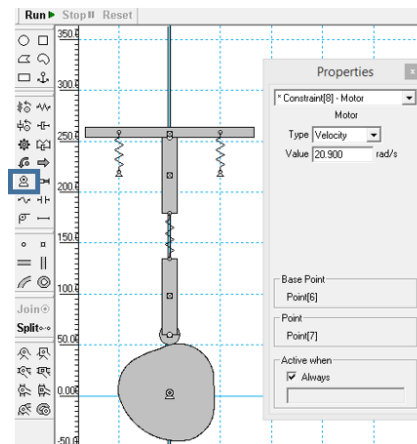 Run Stop Reset
350.0
300.0
250.0
200.0
150.0
100.0
50.00
0.000
-50.0
Join
Split
Properties
x
* Constraint[8] - Motor
Motor
Type Velocity
Value 20.900 rad/s
Base Point
Point[6]
Point
Point[7]
Active when
Always